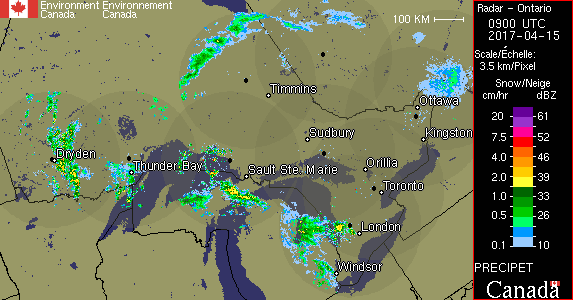 Environment Environnement
Canada Canada
100 KM
Timmins
Ottawa
Sudbury
Kingston
Dryden
Thunder Bay
Sault Ste. Marie
Orillia
Toronto
London
Windsor
Radar - Ontario
0900 UTC
2017-04-15
Scale/Échelle:
3.5 km/Pixel
Snow/Neige
cm/hr dBZ
20 61
7.5 52
4.0 46
2.0 39
1.0 33
0.5 26
0.1 10
PRECIPET
Canada